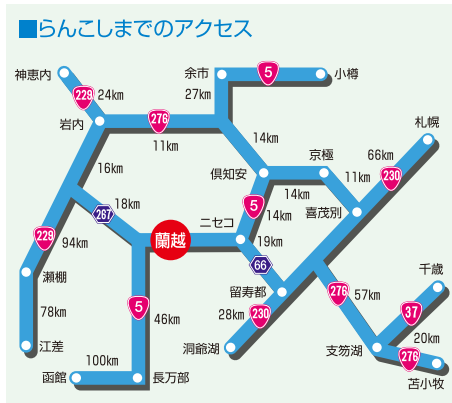 ■らんこしまでのアクセス
神恵内
余市
5
小樽
229
24km
27km
岩内
276
札幌
11km
14km
京極
66km
16km
倶知安
11km
230
14km
267
18km
ニセコ
5
14km
喜茂別
蘭越
19km
229
94km
66
千歳
瀬棚
留寿都
276
57km
5
46km
28km
230
37
78km
20km
江差
洞爺湖
支笏湖
276
100km
函館
長万部
苫小牧